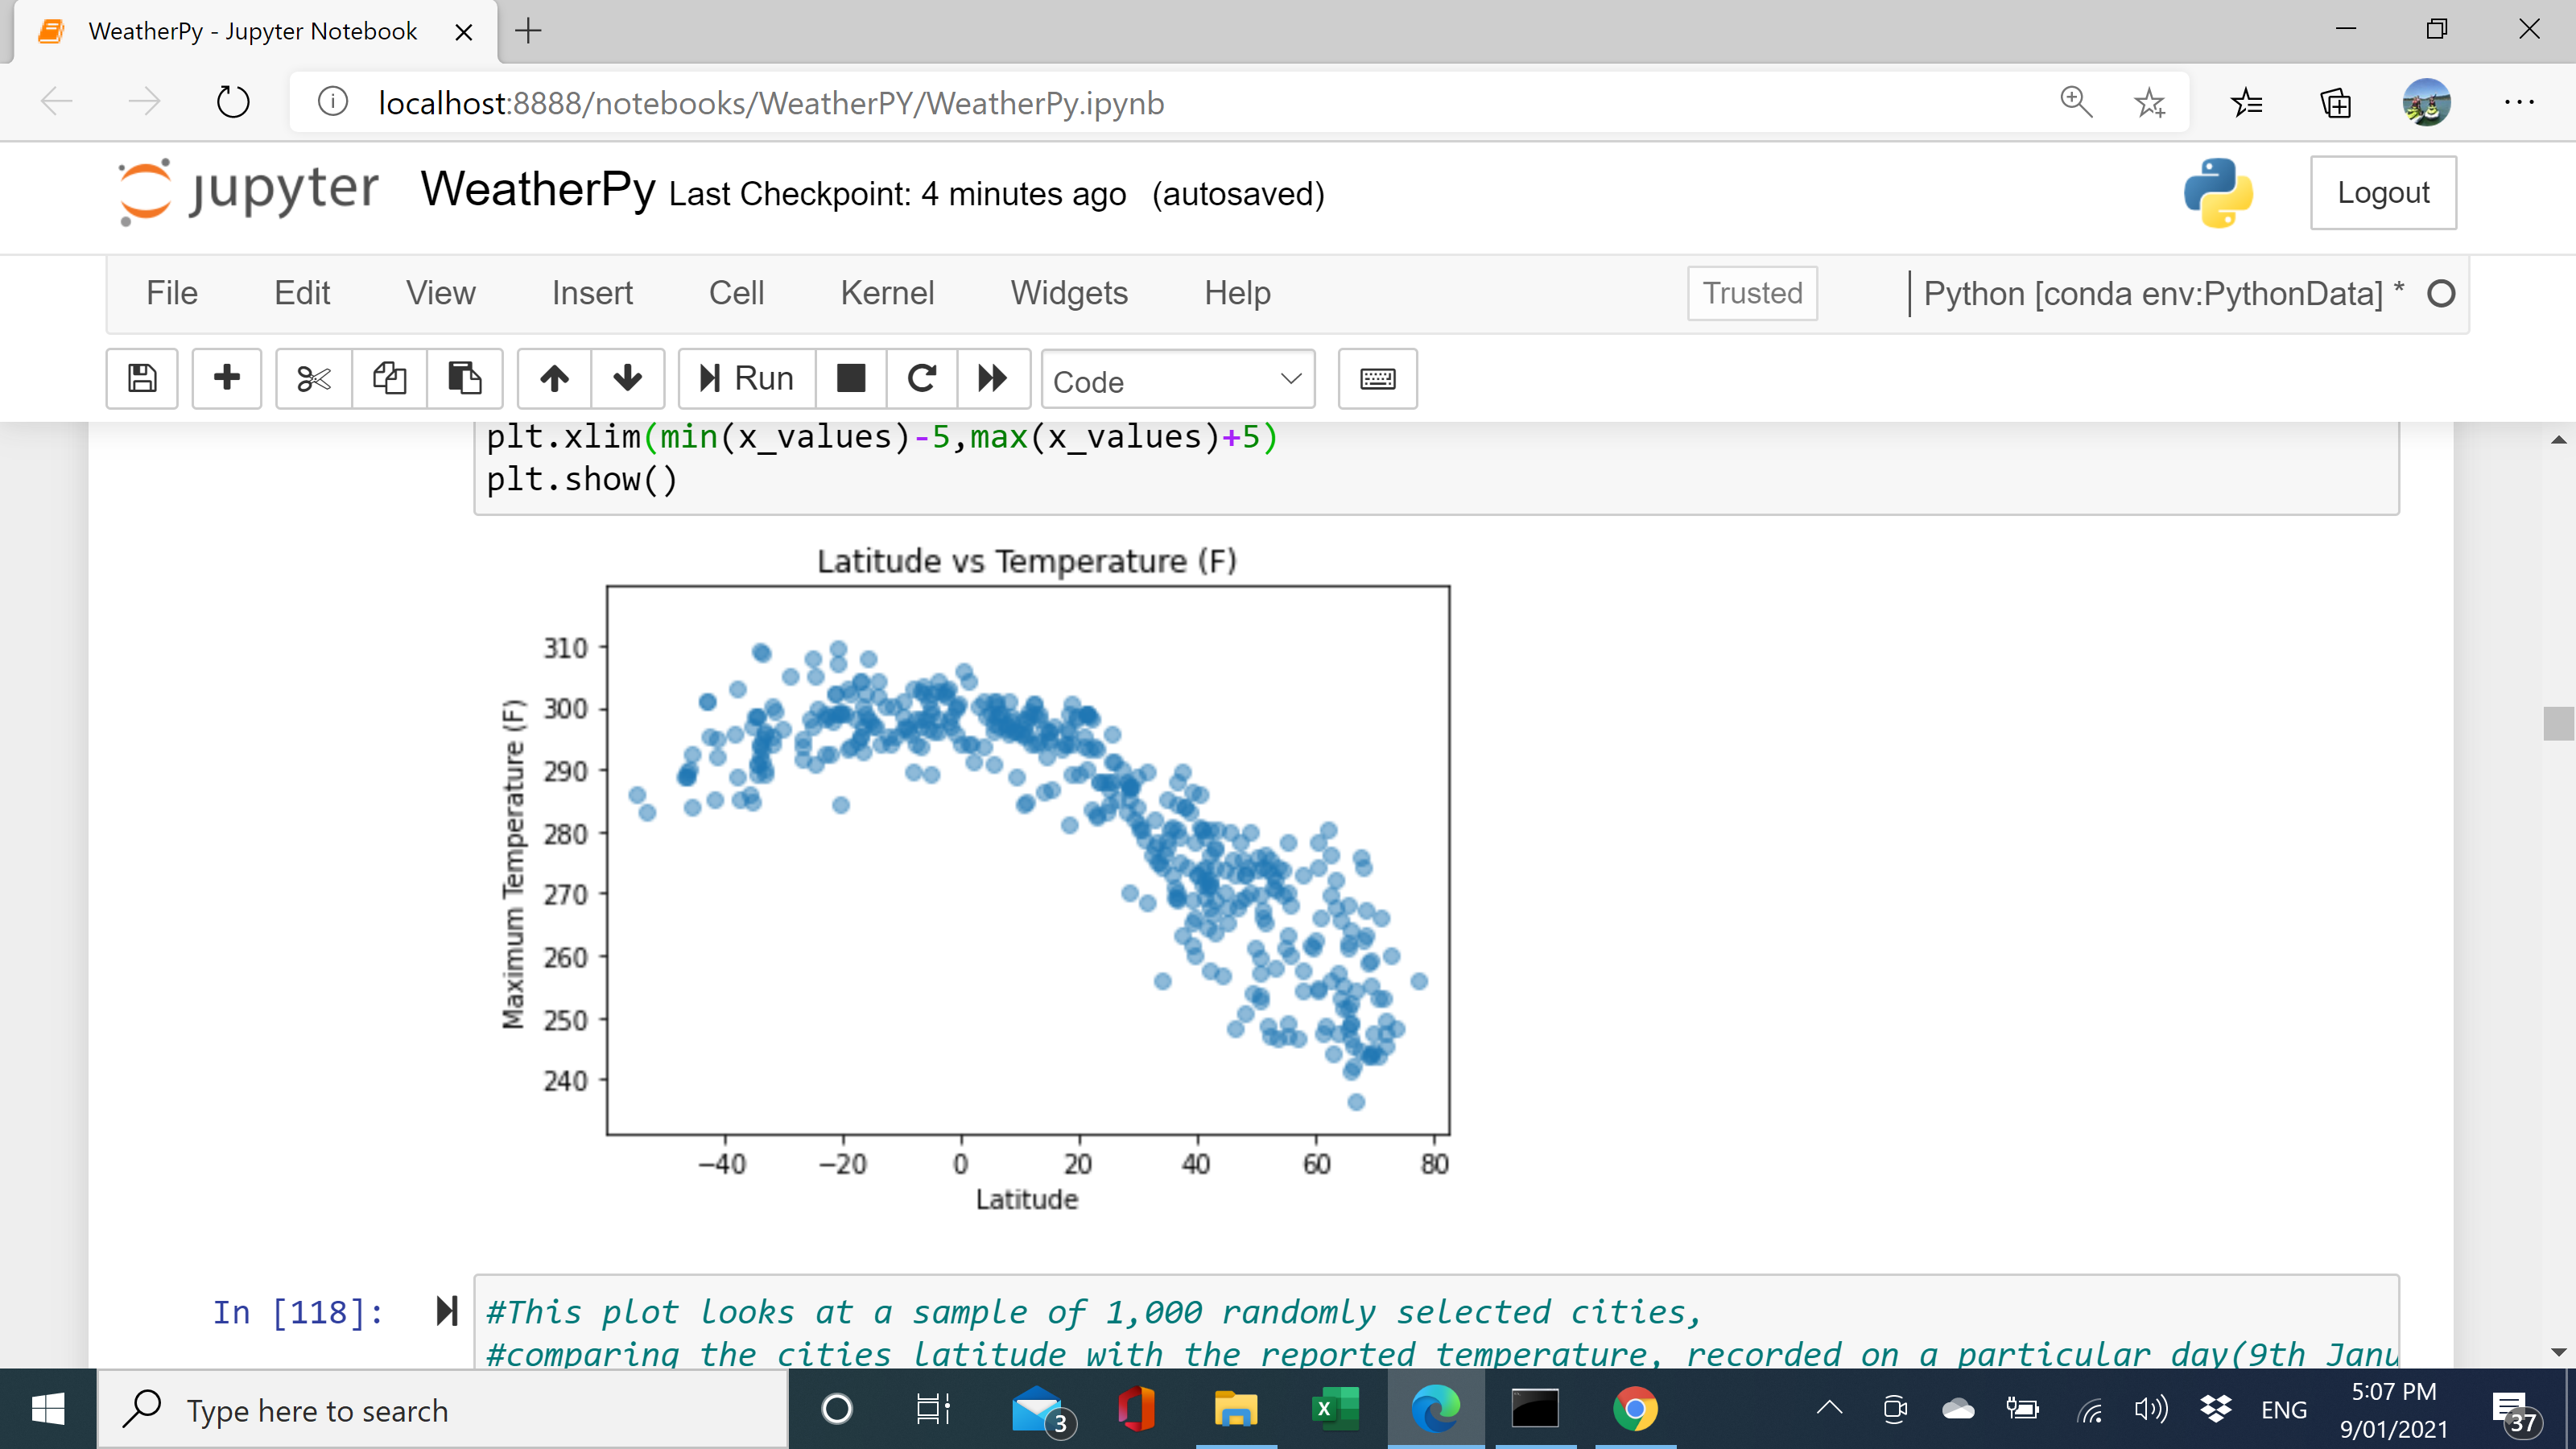 WeatherPy - Jupyter Notebook
localhost:8888/notebooks/WeatherPY/WeatherPy.ipynb
jupyter WeatherPy Last Checkpoint: 4 minutes ago (autosaved)
Logout
File Edit View Insert Cell Kernel Widgets Help
Trusted Python [conda env:PythonData] *
Run Code
plt.xlim(min(x_values)-5,max(x_values)+5)
plt.show()
Latitude vs Temperature (F)
Maximum Temperature (F)
310
300
290
280
270
260
250
240
−40 −20 0 20 40 60 80
Latitude
In [118]: #This plot looks at a sample of 1,000 randomly selected cities,
#comparing the cities latitude with the reported temperature, recorded on a particular day(9th Janu
Type here to search
3
ENG
5:07 PM
9/01/2021
37